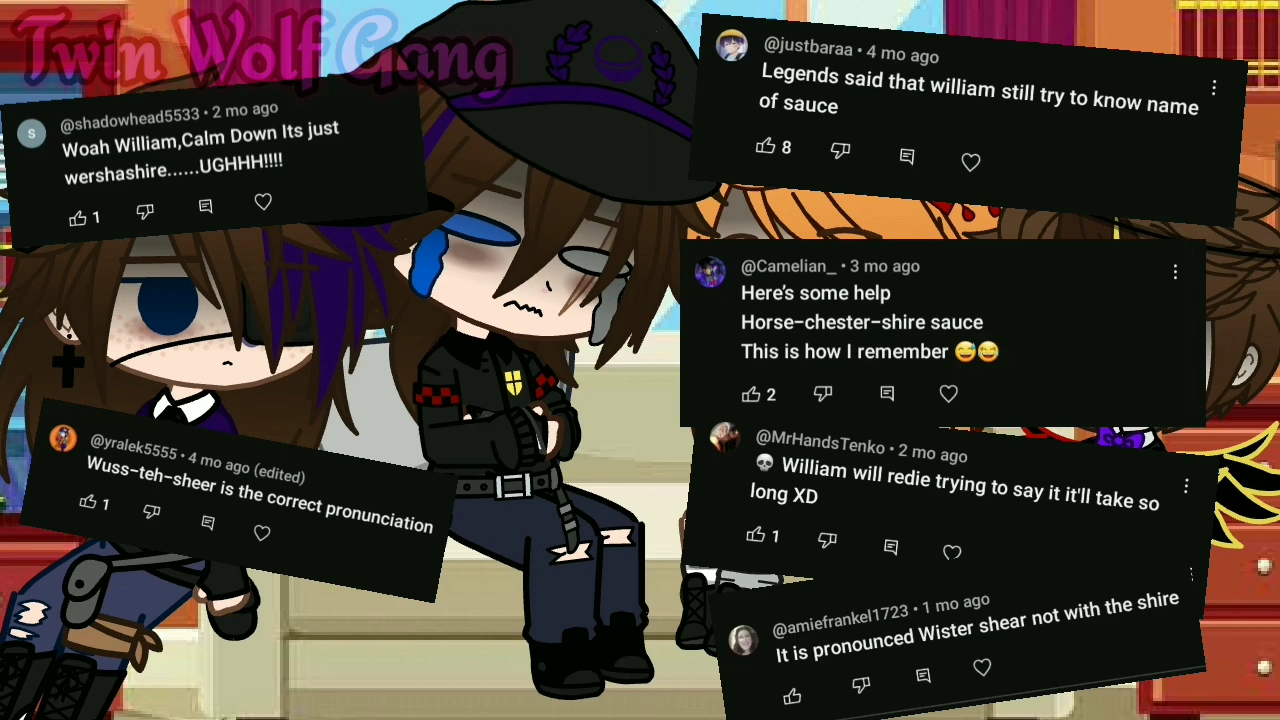 Twin Wolf Gang
S
@shadowhead5533 • 2 mo ago
Woah William,Calm Down Its just
wershashire......UGHHH!!!!
1
@justbaraa • 4 mo ago
Legends said that william still try to know name
of sauce
8
@Camelian_ • 3 mo ago
Here's some help
Horse-chester-shire sauce
This is how I remember 😅😄
2
@yralek5555 • 4 mo ago (edited)
Wuss-teh-sheer is the correct pronunciation
1
@MrHandsTenko • 2 mo ago
💀 William will redie trying to say it it'll take so
long XD
1
@amiefrankel1723 • 1 mo ago
It is pronounced Wister shear not with the shire